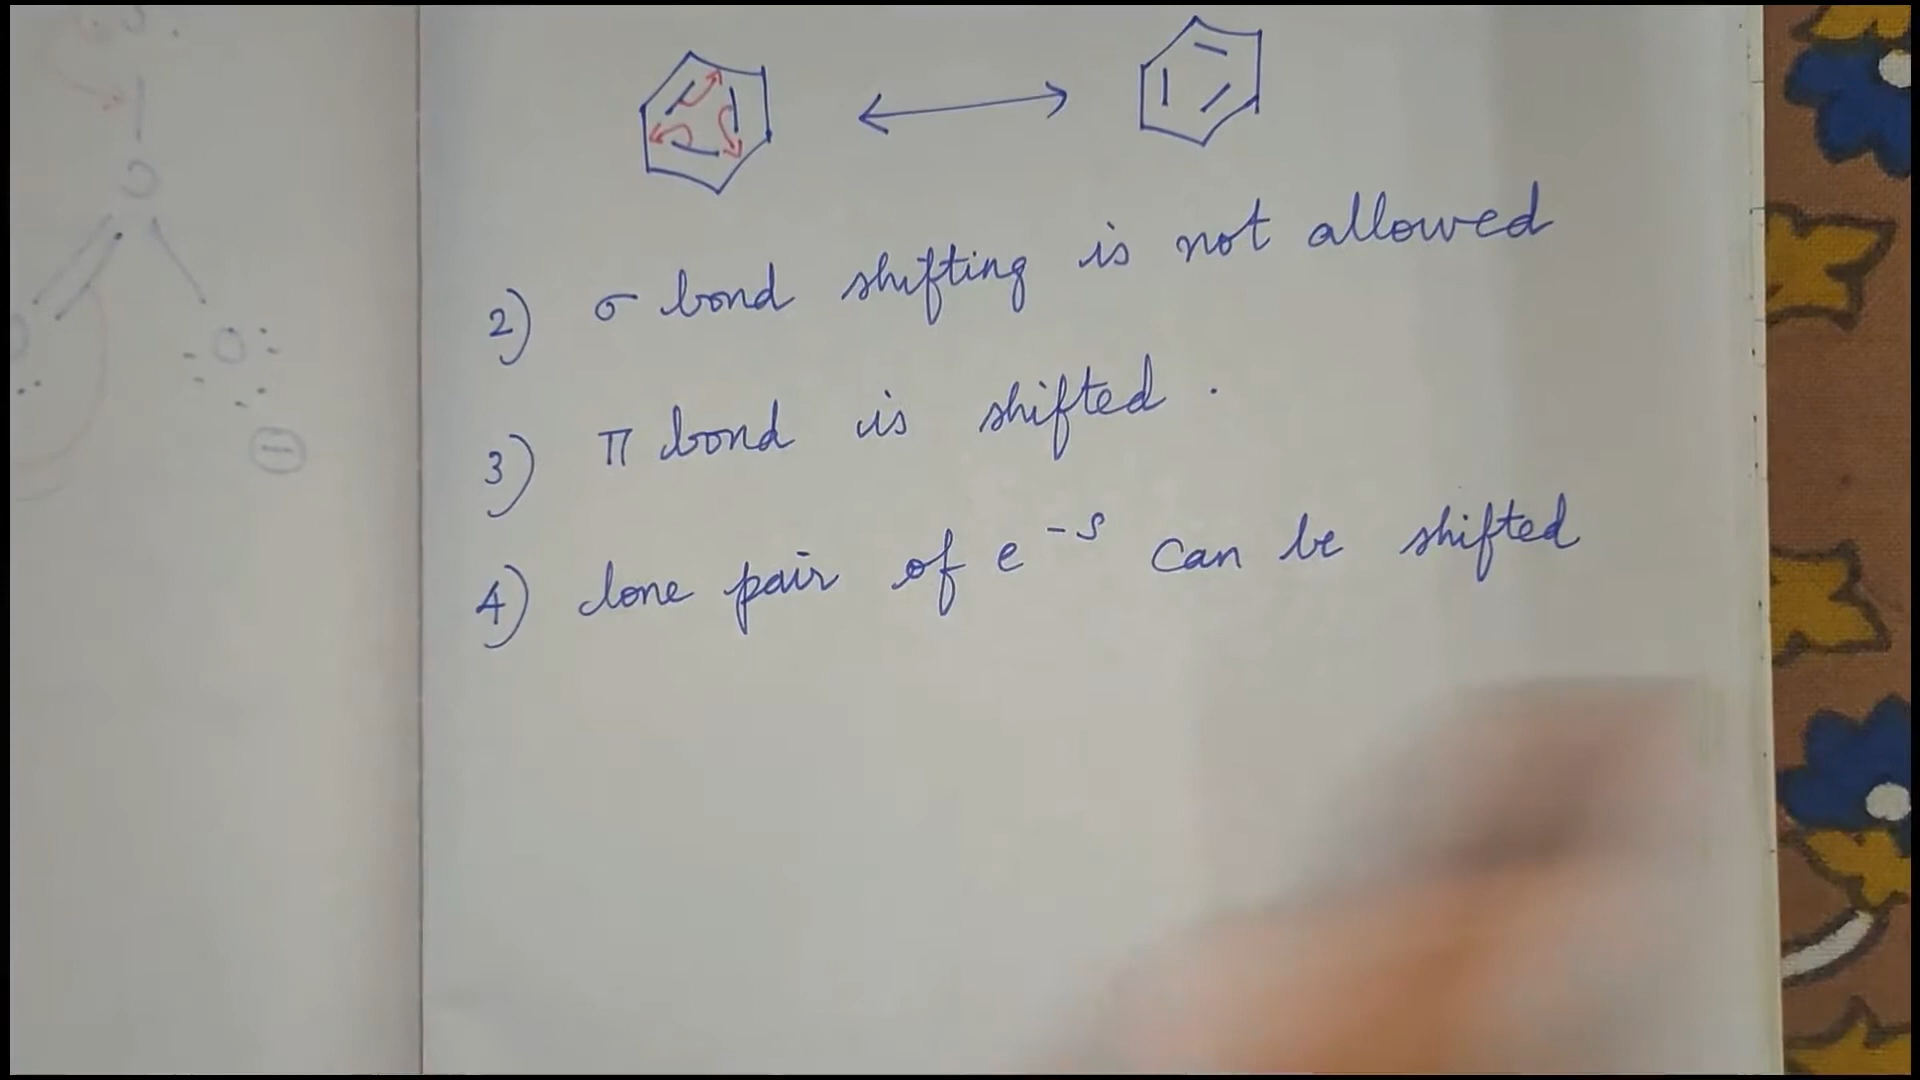 2) σ bond shifting is not allowed
3) π bond is shifted .
4) lone pair of e⁻ˢ can be shifted